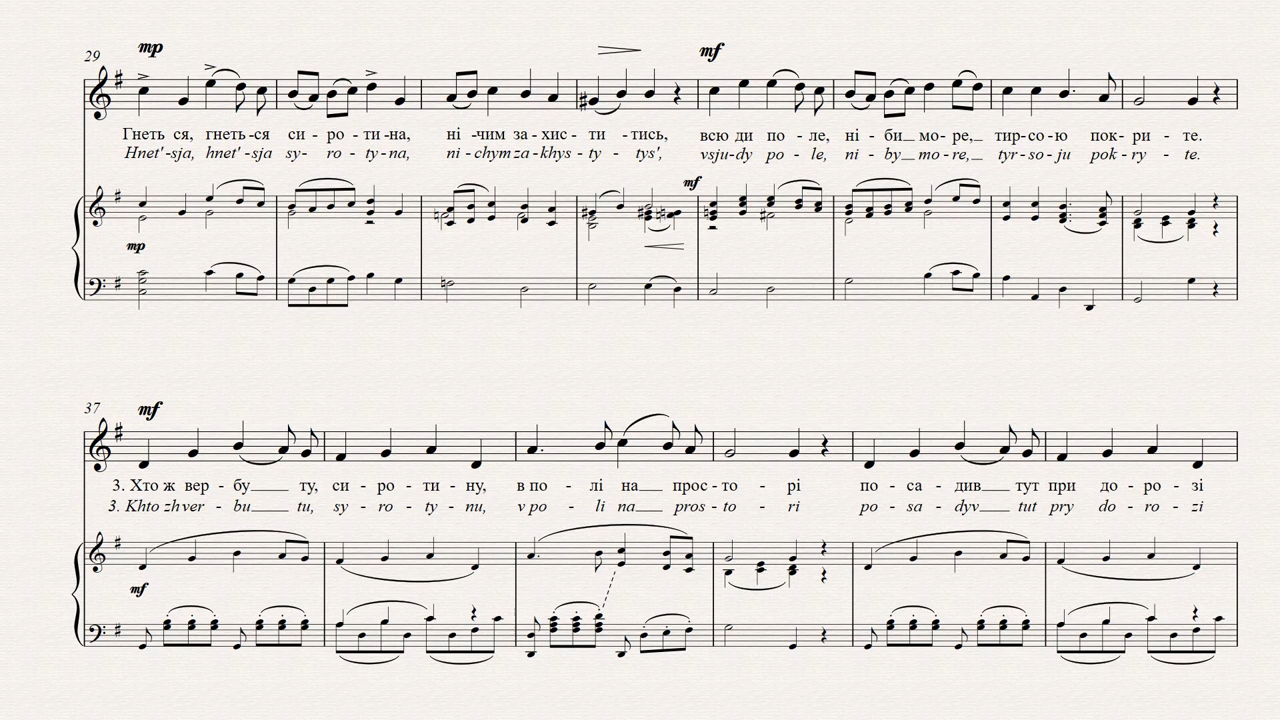 29
mp
mf
Гнеть ся, гнеть-ся си - ро - ти-на, ні -чим за-хис- ти - тись, всю ди по - ле, ні - би мо-ре, тир-со-ю пок-ри - те.
Hnet'-sja, hnet'-sja sy- ro - ty-na, ni-chym za-khys - ty - tys', vsju-dy po - le, ni - by mo-re, tyr-so-ju pok-ry - te.
mf
mp
37
mf
3. Хто ж вер - бу ту, си - ро - ти - ну, в по - лі на прос-то - рі по - са - див тут при до - ро - зі
3. Khto zh ver - bu tu, sy - ro - ty - nu, v po - li na pros-to - ri po - sa - dyv tut pry do - ro - zi
mf